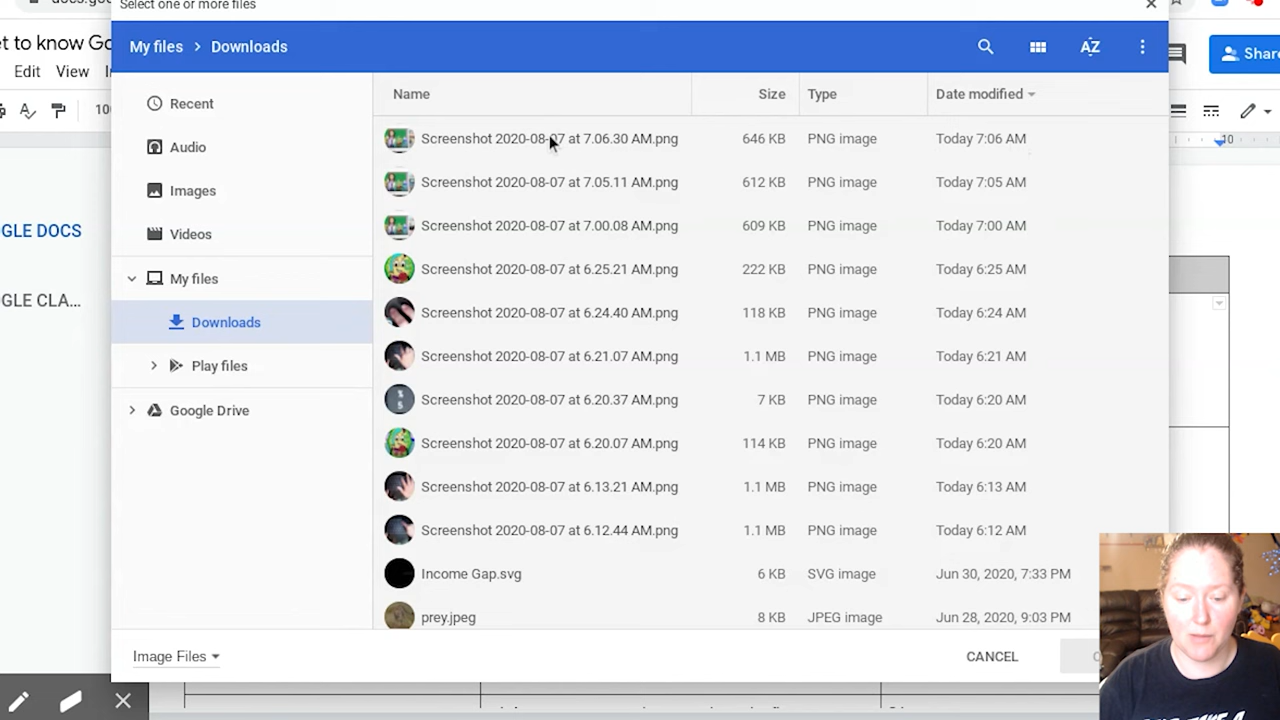 docs.goo
Select one or more files
et to know Go
My files > Downloads
AZ
Edit View I
Share
100
10
Recent
Audio
Images
Videos
My files
Downloads
Play files
Google Drive
Name Size Type Date modified
Screenshot 2020-08-07 at 7.06.30 AM.png 646 KB PNG image Today 7:06 AM
Screenshot 2020-08-07 at 7.05.11 AM.png 612 KB PNG image Today 7:05 AM
Screenshot 2020-08-07 at 7.00.08 AM.png 609 KB PNG image Today 7:00 AM
Screenshot 2020-08-07 at 6.25.21 AM.png 222 KB PNG image Today 6:25 AM
Screenshot 2020-08-07 at 6.24.40 AM.png 118 KB PNG image Today 6:24 AM
Screenshot 2020-08-07 at 6.21.07 AM.png 1.1 MB PNG image Today 6:21 AM
Screenshot 2020-08-07 at 6.20.37 AM.png 7 KB PNG image Today 6:20 AM
Screenshot 2020-08-07 at 6.20.07 AM.png 114 KB PNG image Today 6:20 AM
Screenshot 2020-08-07 at 6.13.21 AM.png 1.1 MB PNG image Today 6:13 AM
Screenshot 2020-08-07 at 6.12.44 AM.png 1.1 MB PNG image Today 6:12 AM
Income Gap.svg 6 KB SVG image Jun 30, 2020, 7:33 PM
prey.jpeg 8 KB JPEG image Jun 28, 2020, 9:03 PM
GLE DOCS
GLE CLA...
Image Files
CANCEL